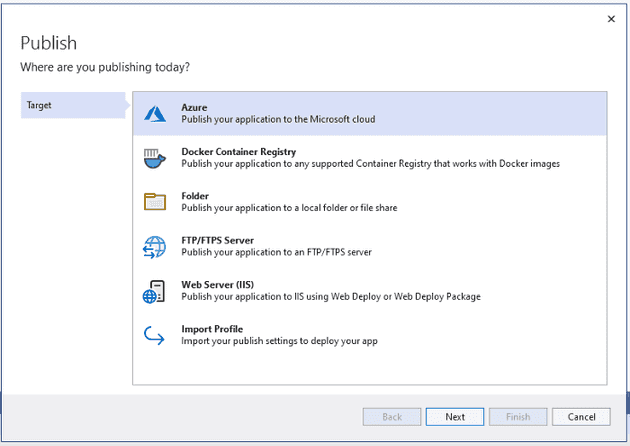 Publish
Where are you publishing today?
Target
Azure
Publish your application to the Microsoft cloud
Docker Container Registry
Publish your application to any supported Container Registry that works with Docker images
Folder
Publish your application to a local folder or file share
FTP/FTPS Server
Publish your application to an FTP/FTPS server
Web Server (IIS)
Publish your application to IIS using Web Deploy or Web Deploy Package
Import Profile
Import your publish settings to deploy your app
Back Next Finish Cancel